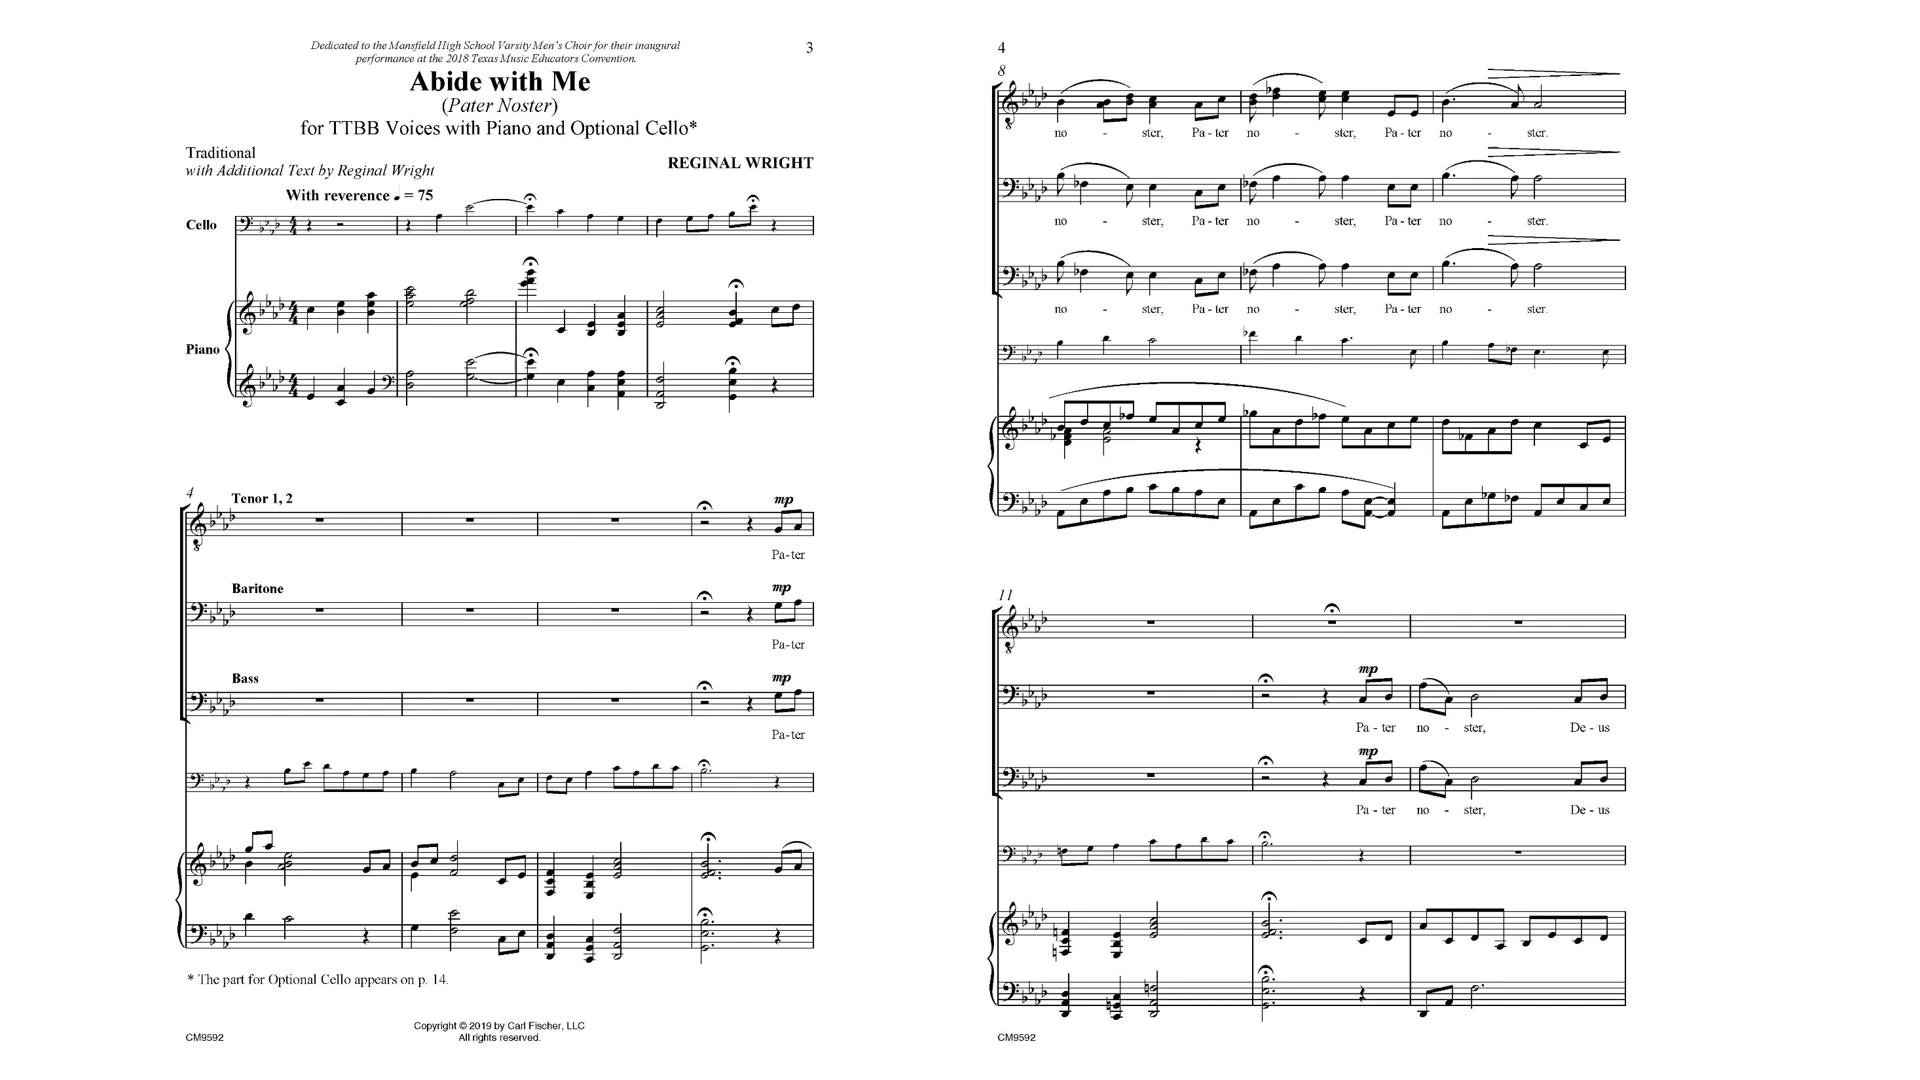 Dedicated to the Mansfield High School Varsity Men's Choir for their inaugural
performance at the 2018 Texas Music Educators Convention.
3
Abide with Me
(Pater Noster)
for TTBB Voices with Piano and Optional Cello*
Traditional
with Additional Text by Reginal Wright
REGINAL WRIGHT
With reverence ♩ = 75
Cello
Piano
4
Tenor 1, 2
mp
Pa-ter
Baritone
mp
Pa-ter
Bass
mp
Pa-ter
* The part for Optional Cello appears on p. 14.
Copyright © 2019 by Carl Fischer, LLC
All rights reserved.
CM9592
4
8
no - ster, Pa - ter no - ster, Pa - ter no - ster.
no - ster, Pa - ter no - ster, Pa - ter no - ster.
no - ster, Pa - ter no - ster, Pa - ter no - ster.
11
mp
Pa - ter no - ster, De - us
mp
Pa - ter no - ster, De - us
CM9592